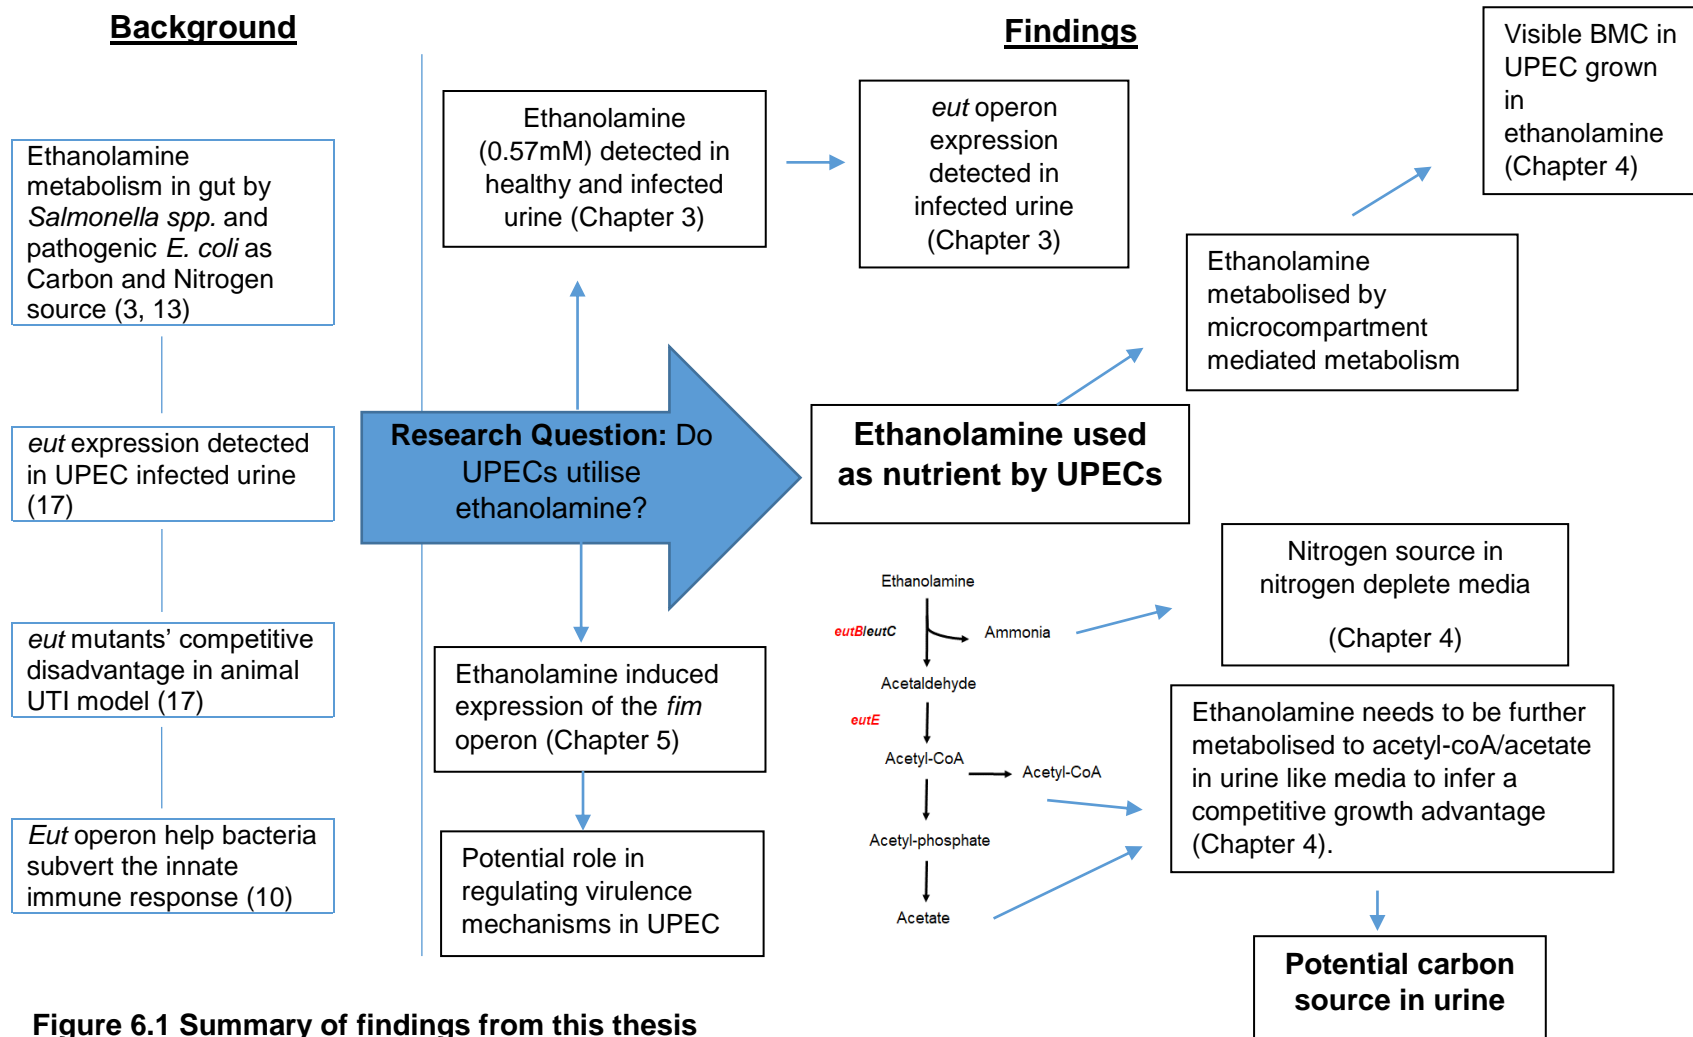 Background
Ethanolamine
metabolism in gut by
Salmonella spp. and
pathogenic E. coli as
Carbon and Nitrogen
source (3, 13)
eut expression detected
in UPEC infected urine
(17)
eut mutants’ competitive
disadvantage in animal
UTI model (17)
Eut operon help bacteria
subvert the innate
immune response (10)
Findings
Ethanolamine
(0.57mM) detected in
healthy and infected
urine (Chapter 3)
eut operon
expression
detected in
infected urine
(Chapter 3)
Visible BMC in
UPEC grown
in
ethanolamine
(Chapter 4)
Ethanolamine
metabolised by
microcompartment
mediated metabolism
Research Question: Do
UPECs utilise
ethanolamine?
Ethanolamine used
as nutrient by UPECs
Ethanolamine induced
expression of the fim
operon (Chapter 5)
Potential role in
regulating virulence
mechanisms in UPEC
Ethanolamine
eutB/eutC
Ammonia
Acetaldehyde
eutE
Acetyl-CoA
Acetyl-CoA
Acetyl-phosphate
Acetate
Nitrogen source in
nitrogen deplete media
(Chapter 4)
Ethanolamine needs to be further
metabolised to acetyl-coA/acetate
in urine like media to infer a
competitive growth advantage
(Chapter 4).
Potential carbon
source in urine
Figure 6.1 Summary of findings from this thesis